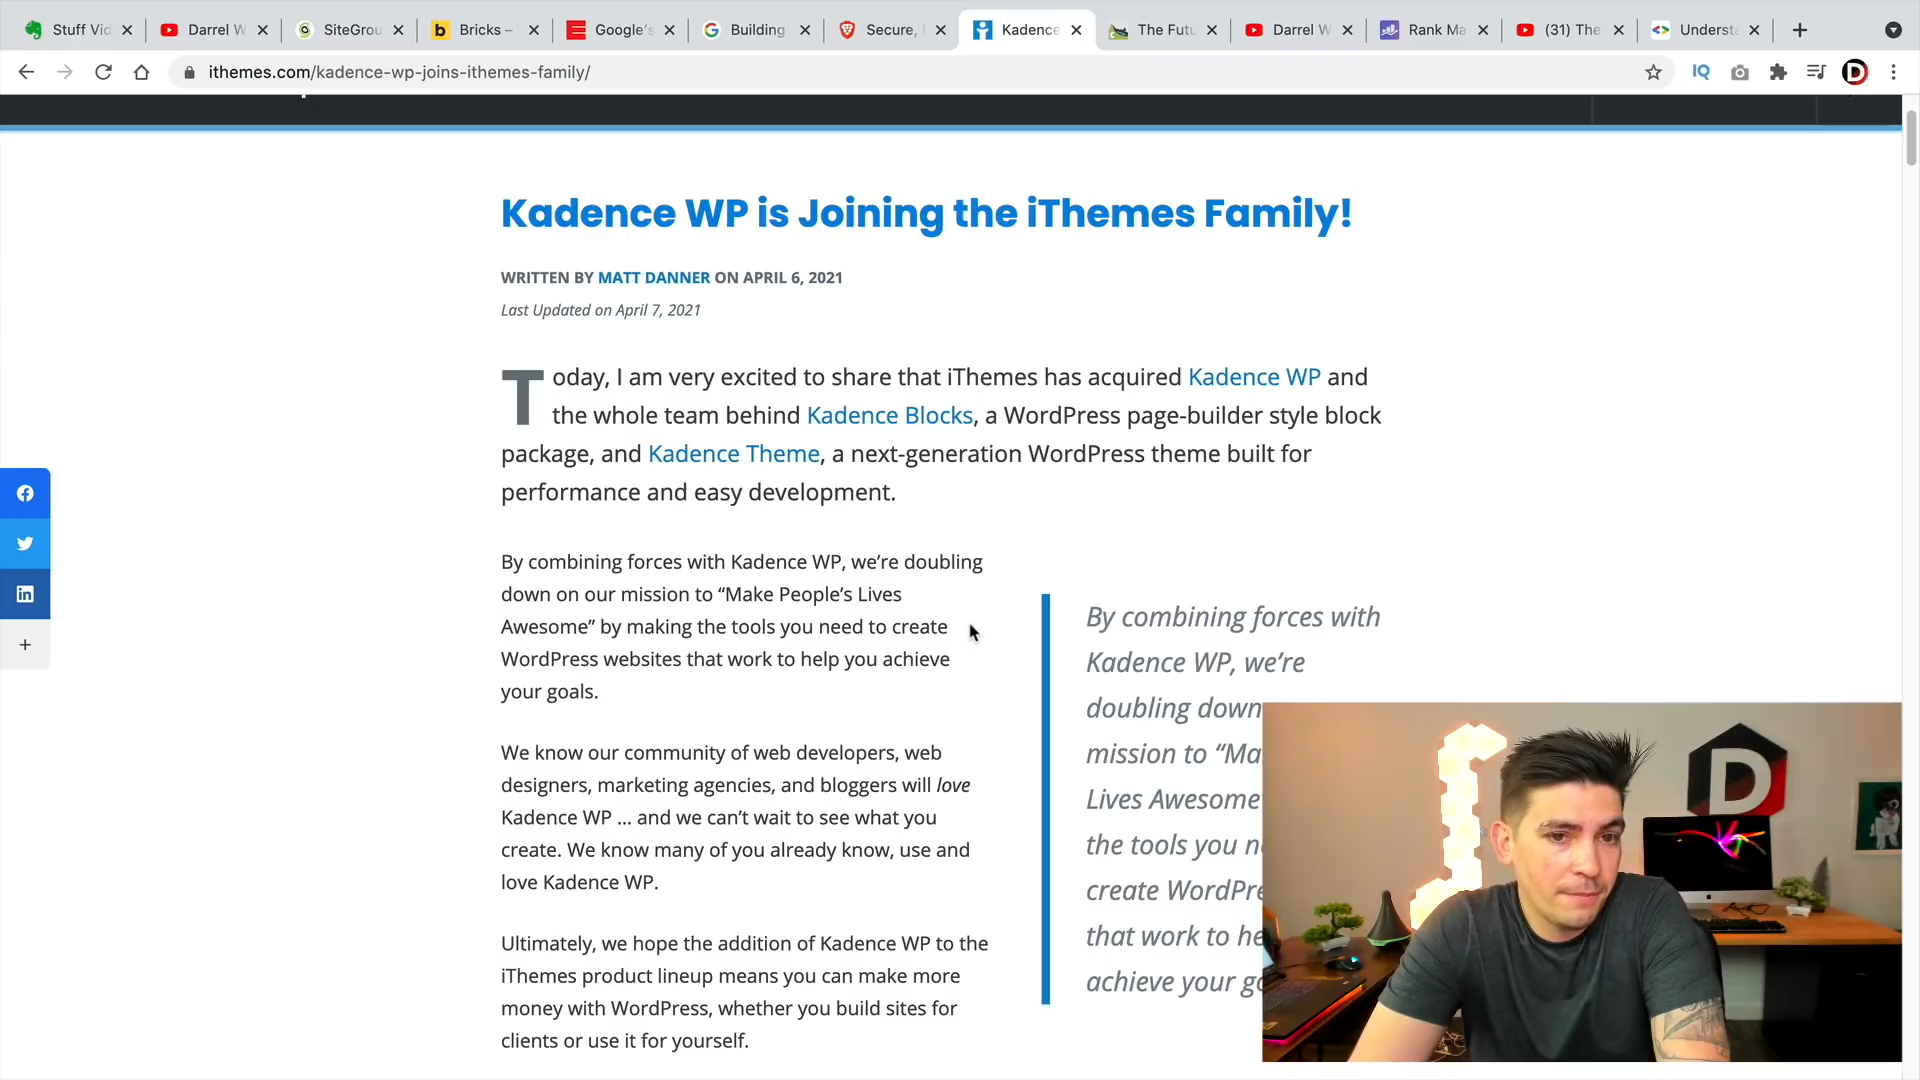 Stuff Vid
Darrel W
SiteGrou
Bricks –
Google's
Building
Secure,
Kadence
The Futu
Darrel W
Rank Ma
(31) The
Understa
ithemes.com/kadence-wp-joins-ithemes-family/
IQ
D
Kadence WP is Joining the iThemes Family!
WRITTEN BY MATT DANNER ON APRIL 6, 2021
Last Updated on April 7, 2021
Today, I am very excited to share that iThemes has acquired Kadence WP and
the whole team behind Kadence Blocks, a WordPress page-builder style block
package, and Kadence Theme, a next-generation WordPress theme built for
performance and easy development.
By combining forces with Kadence WP, we’re doubling
down on our mission to “Make People’s Lives
Awesome” by making the tools you need to create
WordPress websites that work to help you achieve
your goals.
We know our community of web developers, web
designers, marketing agencies, and bloggers will love
Kadence WP … and we can’t wait to see what you
create. We know many of you already know, use and
love Kadence WP.
Ultimately, we hope the addition of Kadence WP to the
iThemes product lineup means you can make more
money with WordPress, whether you build sites for
clients or use it for yourself.
By combining forces with
Kadence WP, we’re
doubling down
mission to “Ma
Lives Awesome
the tools you n
create WordPre
that work to he
achieve your go
D